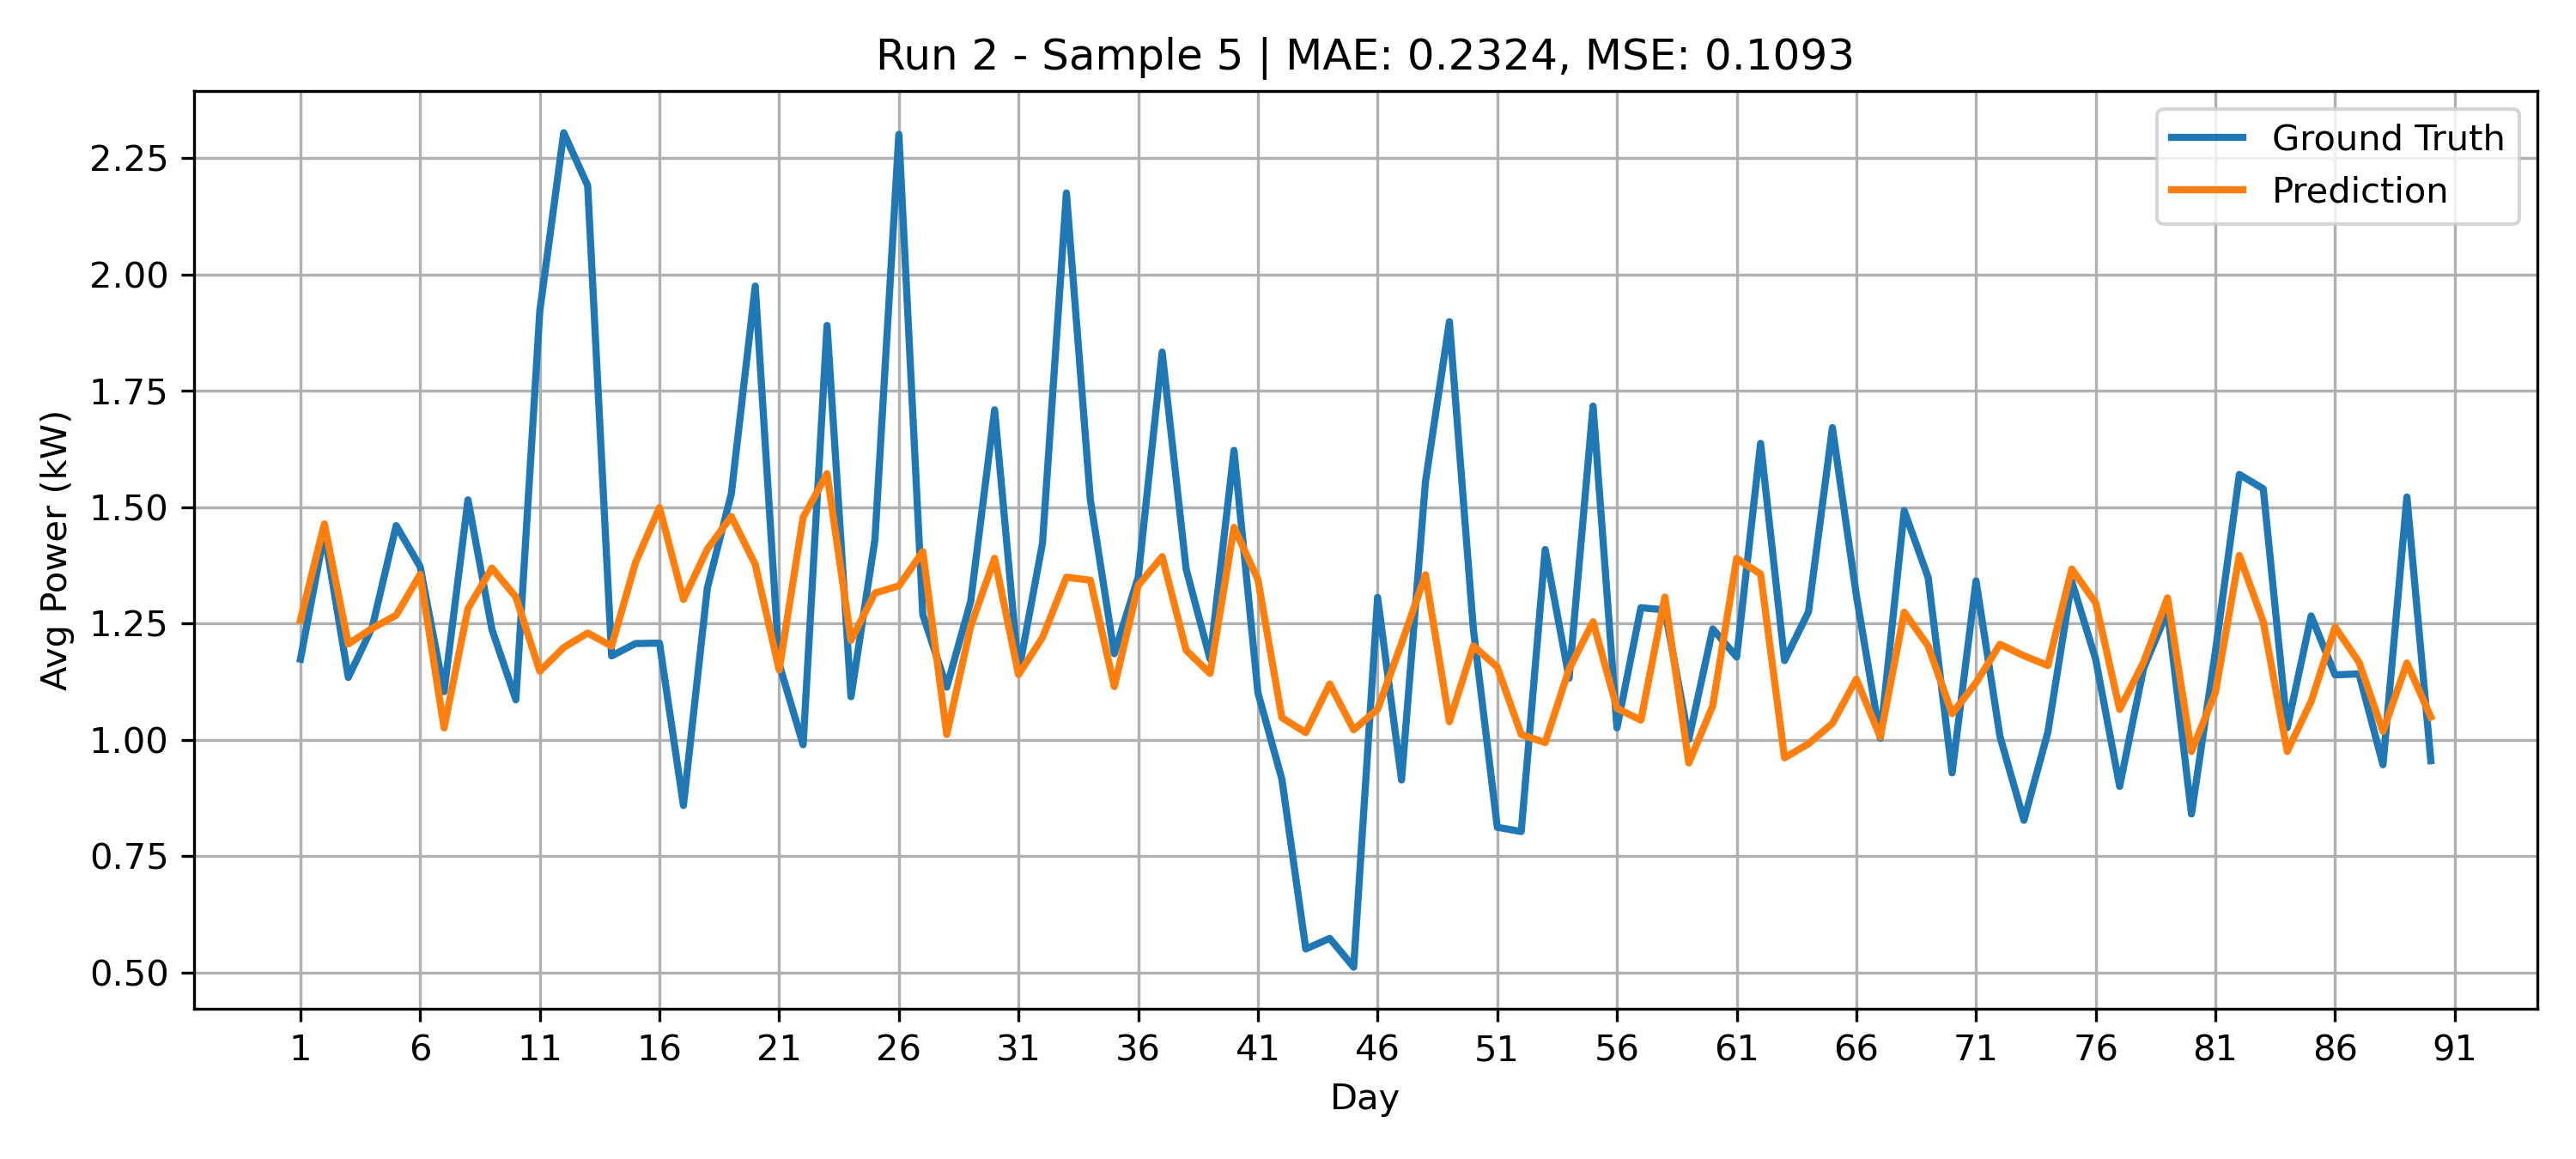 Run 2 - Sample 5 | MAE: 0.2324, MSE: 0.1093
Ground Truth
Prediction
Avg Power (kW)
2.25
2.00
1.75
1.50
1.25
1.00
0.75
0.50
1 6 11 16 21 26 31 36 41 46 51 56 61 66 71 76 81 86 91
Day